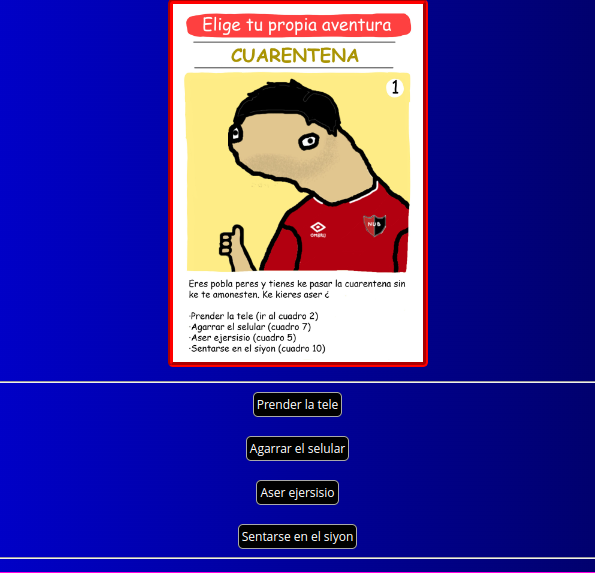 Elige tu propia aventura
CUARENTENA
1
omplu
NUB
Eres pobla peres y tienes ke pasar la cuarentena sin
ke te amonesten. Ke kieres aser ¿
·Prender la tele (ir al cuadro 2)
·Agarrar el selular (cuadro 7)
·Aser ejersisio (cuadro 5)
·Sentarse en el siyon (cuadro 10)
Prender la tele
Agarrar el selular
Aser ejersisio
Sentarse en el siyon